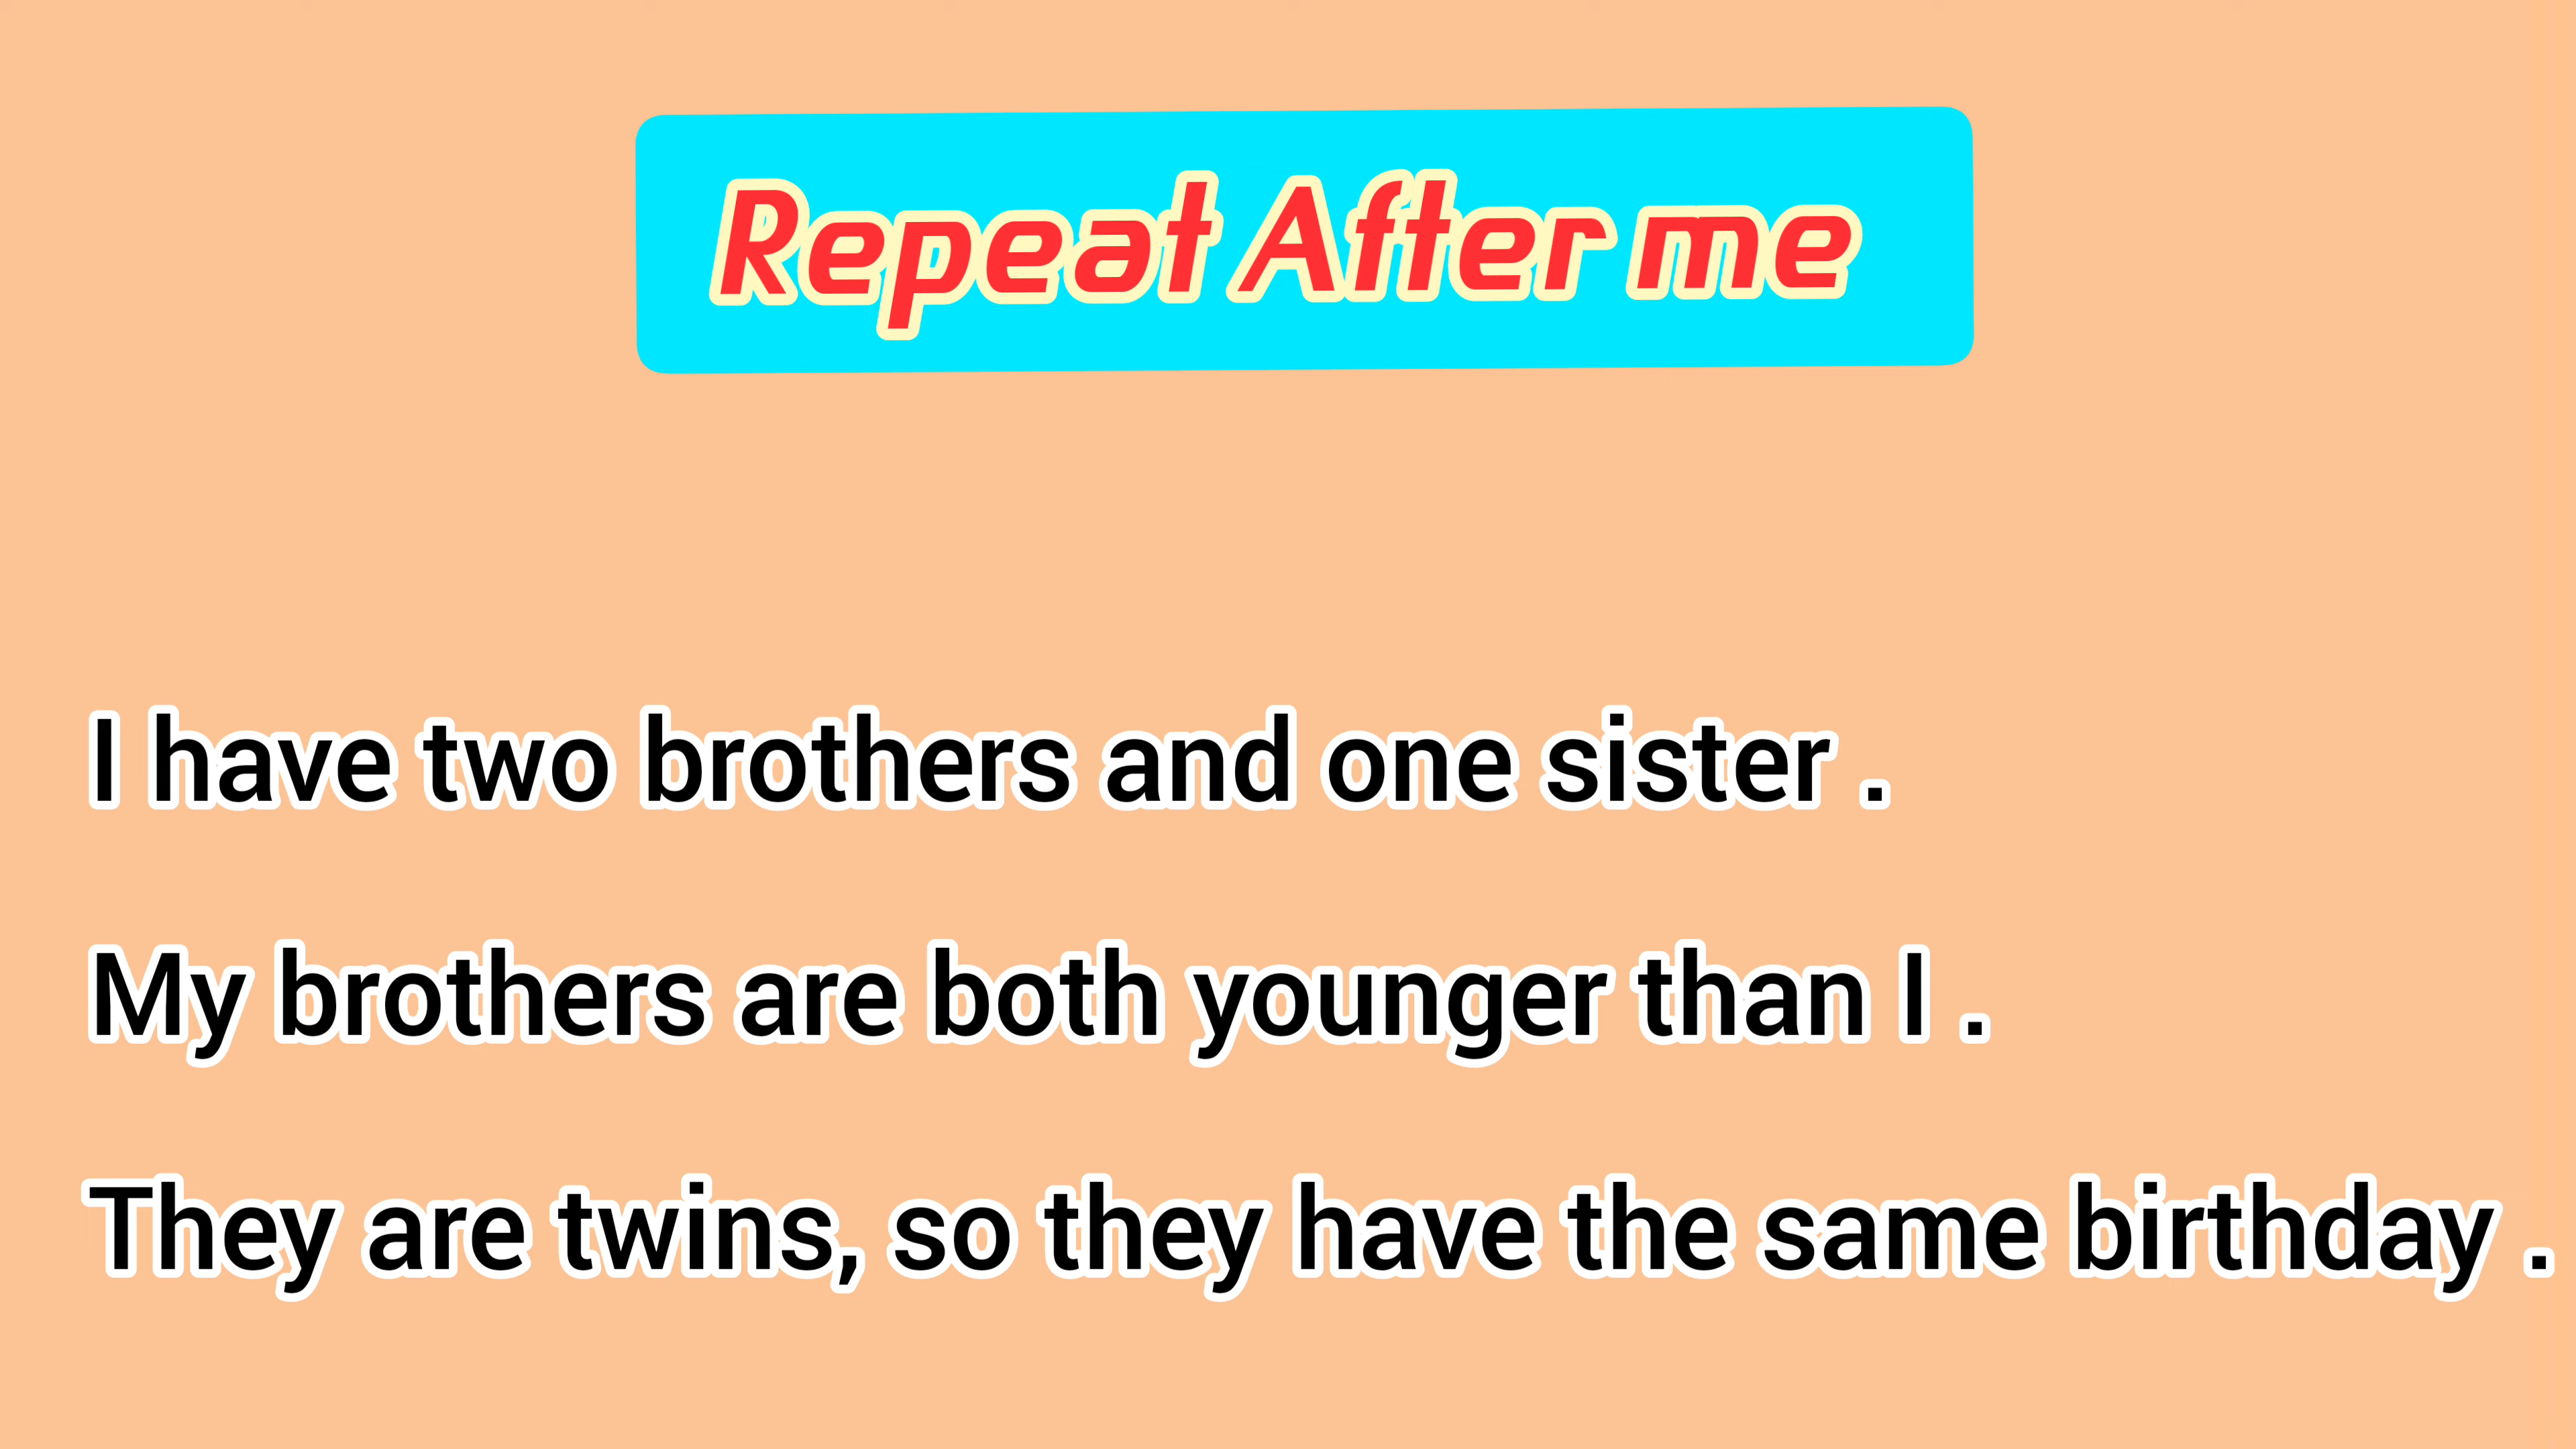 Repeat After me
I have two brothers and one sister .
My brothers are both younger than I .
They are twins, so they have the same birthday .